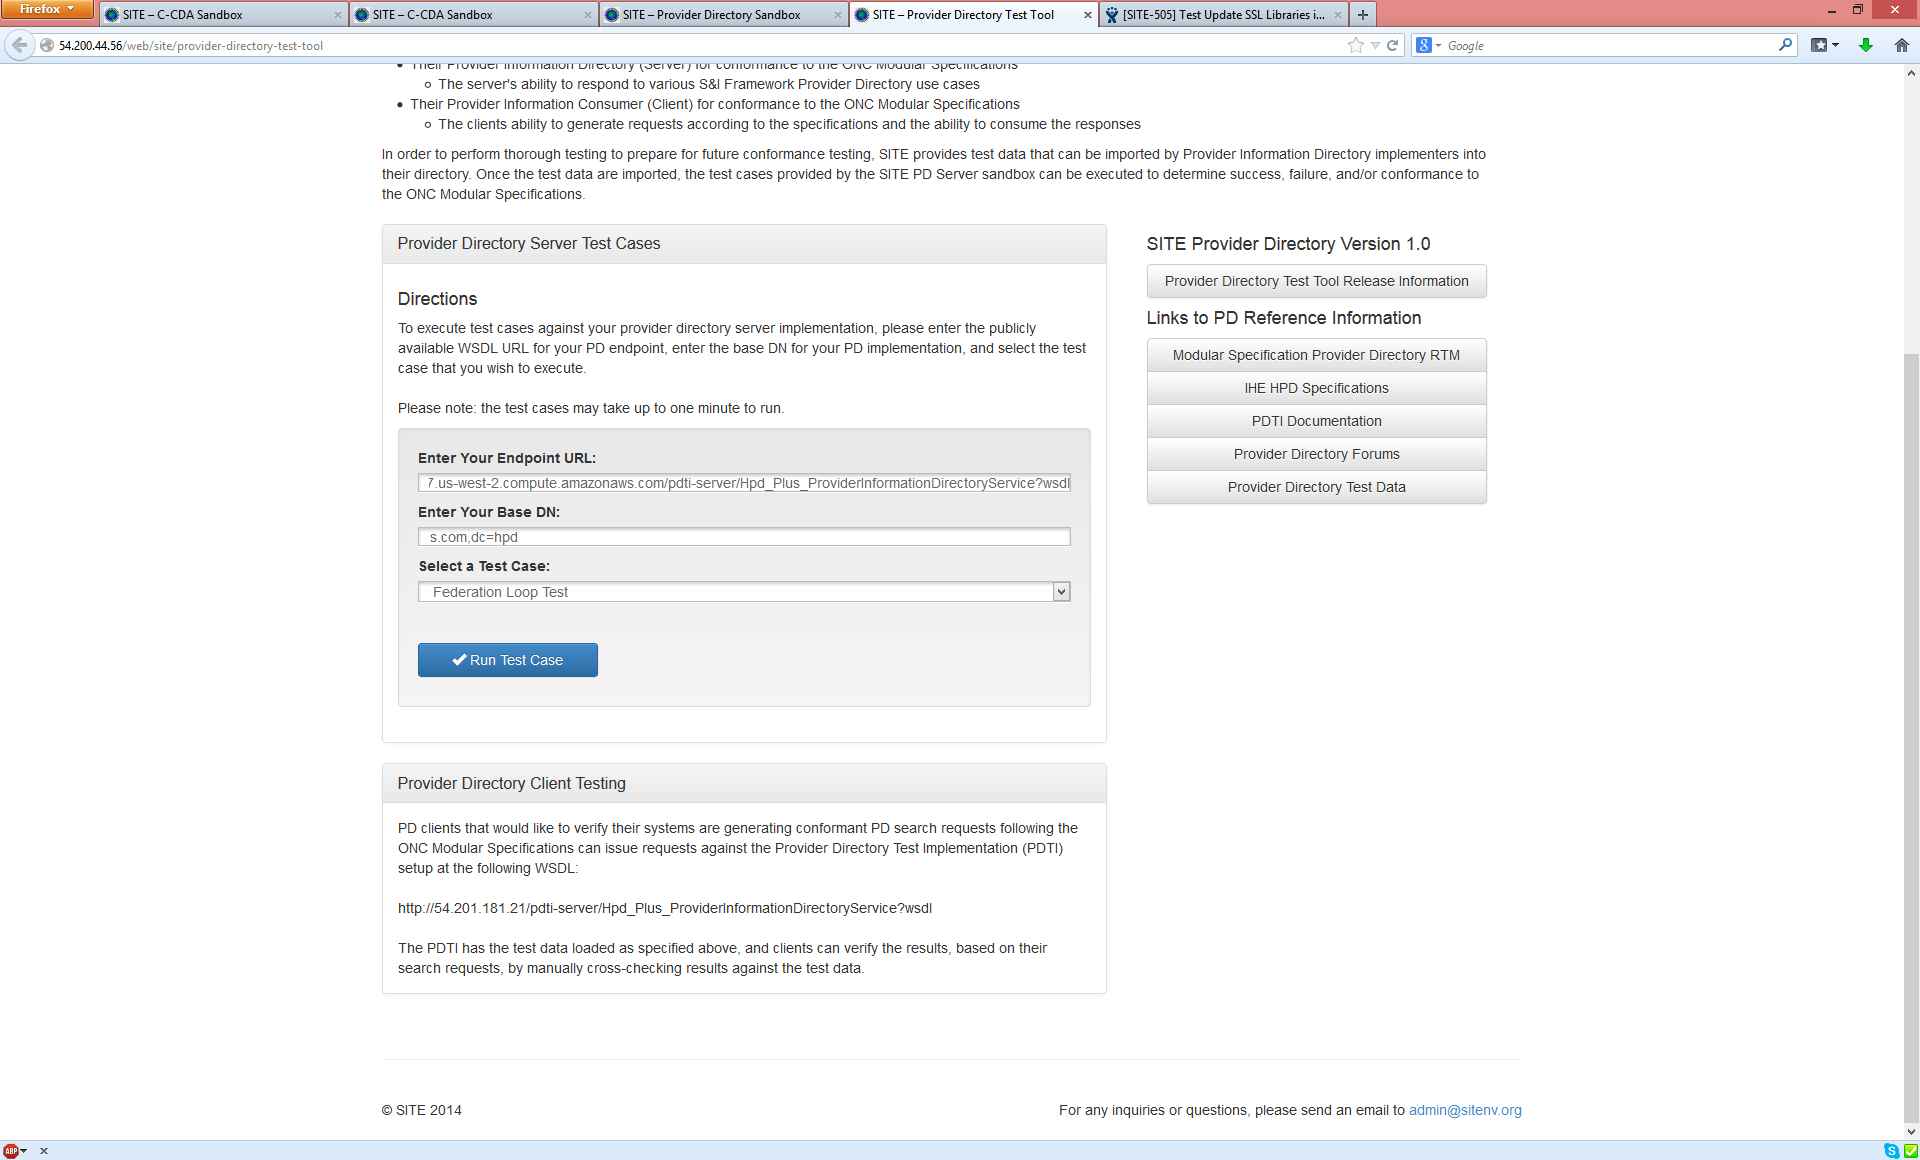 Firefox
SITE – C-CDA Sandbox
SITE – C-CDA Sandbox
SITE – Provider Directory Sandbox
SITE – Provider Directory Test Tool
[SITE-505] Test Update SSL Libraries i...
54.200.44.56/web/site/provider-directory-test-tool
Google
Their Provider Information Directory (Server) for conformance to the ONC Modular Specifications
The server's ability to respond to various S&I Framework Provider Directory use cases
Their Provider Information Consumer (Client) for conformance to the ONC Modular Specifications
The clients ability to generate requests according to the specifications and the ability to consume the responses
In order to perform thorough testing to prepare for future conformance testing, SITE provides test data that can be imported by Provider Information Directory implementers into
their directory. Once the test data are imported, the test cases provided by the SITE PD Server sandbox can be executed to determine success, failure, and/or conformance to
the ONC Modular Specifications.
Provider Directory Server Test Cases
Directions
To execute test cases against your provider directory server implementation, please enter the publicly
available WSDL URL for your PD endpoint, enter the base DN for your PD implementation, and select the test
case that you wish to execute.
Please note: the test cases may take up to one minute to run.
Enter Your Endpoint URL:
7.us-west-2.compute.amazonaws.com/pdti-server/Hpd_Plus_ProviderInformationDirectoryService?wsdl
Enter Your Base DN:
s.com,dc=hpd
Select a Test Case:
Federation Loop Test
Run Test Case
SITE Provider Directory Version 1.0
Provider Directory Test Tool Release Information
Links to PD Reference Information
Modular Specification Provider Directory RTM
IHE HPD Specifications
PDTI Documentation
Provider Directory Forums
Provider Directory Test Data
Provider Directory Client Testing
PD clients that would like to verify their systems are generating conformant PD search requests following the
ONC Modular Specifications can issue requests against the Provider Directory Test Implementation (PDTI)
setup at the following WSDL:
http://54.201.181.21/pdti-server/Hpd_Plus_ProviderInformationDirectoryService?wsdl
The PDTI has the test data loaded as specified above, and clients can verify the results, based on their
search requests, by manually cross-checking results against the test data.
© SITE 2014
For any inquiries or questions, please send an email to admin@sitenv.org
ABP